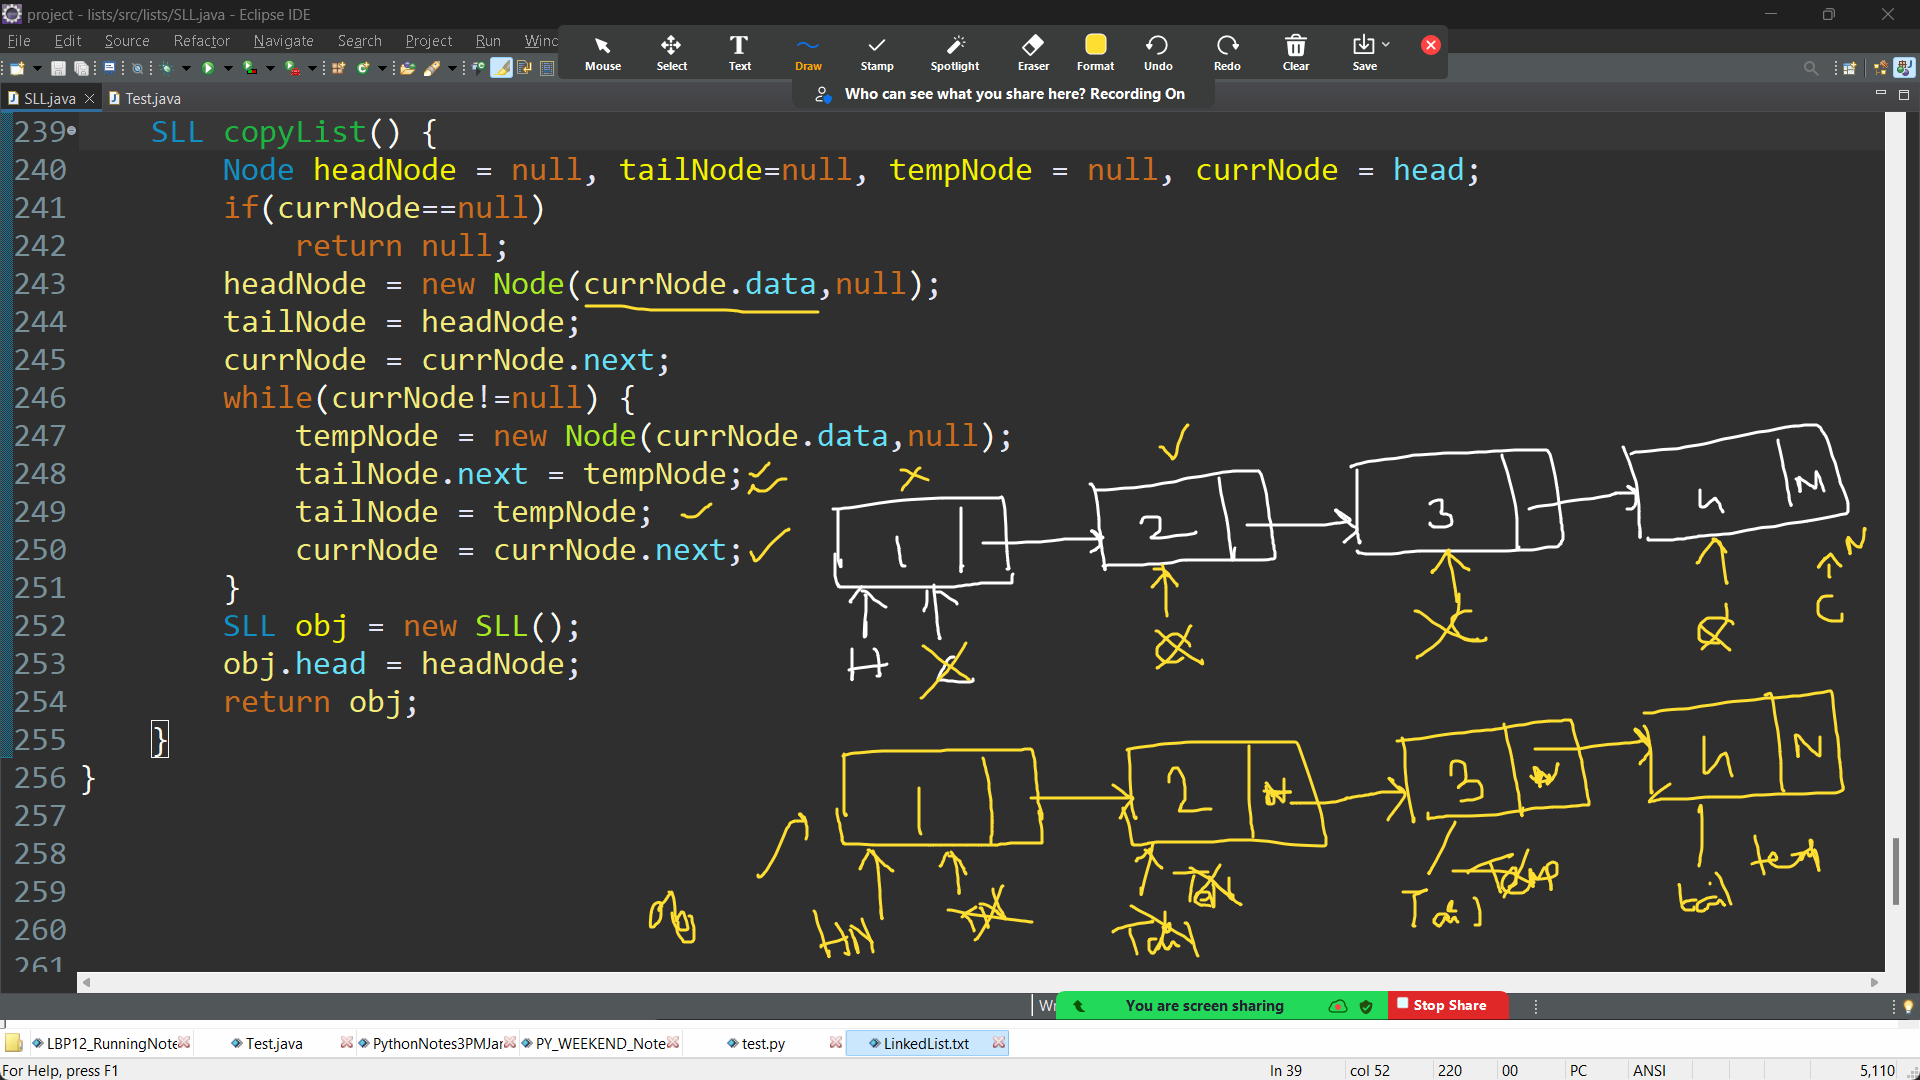 project - lists/src/lists/SLL.java - Eclipse IDE
File Edit Source Refactor Navigate Search Project Run Wind
Mouse Select Text Draw Stamp Spotlight Eraser Format Undo Redo Clear Save
Who can see what you share here? Recording On
SLL.java Test.java
239 SLL copyList() {
240 Node headNode = null, tailNode=null, tempNode = null, currNode = head;
241 if(currNode==null)
242 return null;
243 headNode = new Node(currNode.data,null);
244 tailNode = headNode;
245 currNode = currNode.next;
246 while(currNode!=null) {
247 tempNode = new Node(currNode.data,null);
248 tailNode.next = tempNode;
249 tailNode = tempNode;
250 currNode = currNode.next;
251 }
252 SLL obj = new SLL();
253 obj.head = headNode;
254 return obj;
255 }
256 }
257
258
259
260
261
1 2 3 4 N
H C N
C
1 2 N 3 N 4 N
obj HN Tail Temp tail temp
You are screen sharing Stop Share
LBP12_RunningNote Test.java PythonNotes3PMJar PY_WEEKEND_Note test.py LinkedList.txt
For Help, press F1 ln 39 col 52 220 00 PC ANSI 5,110